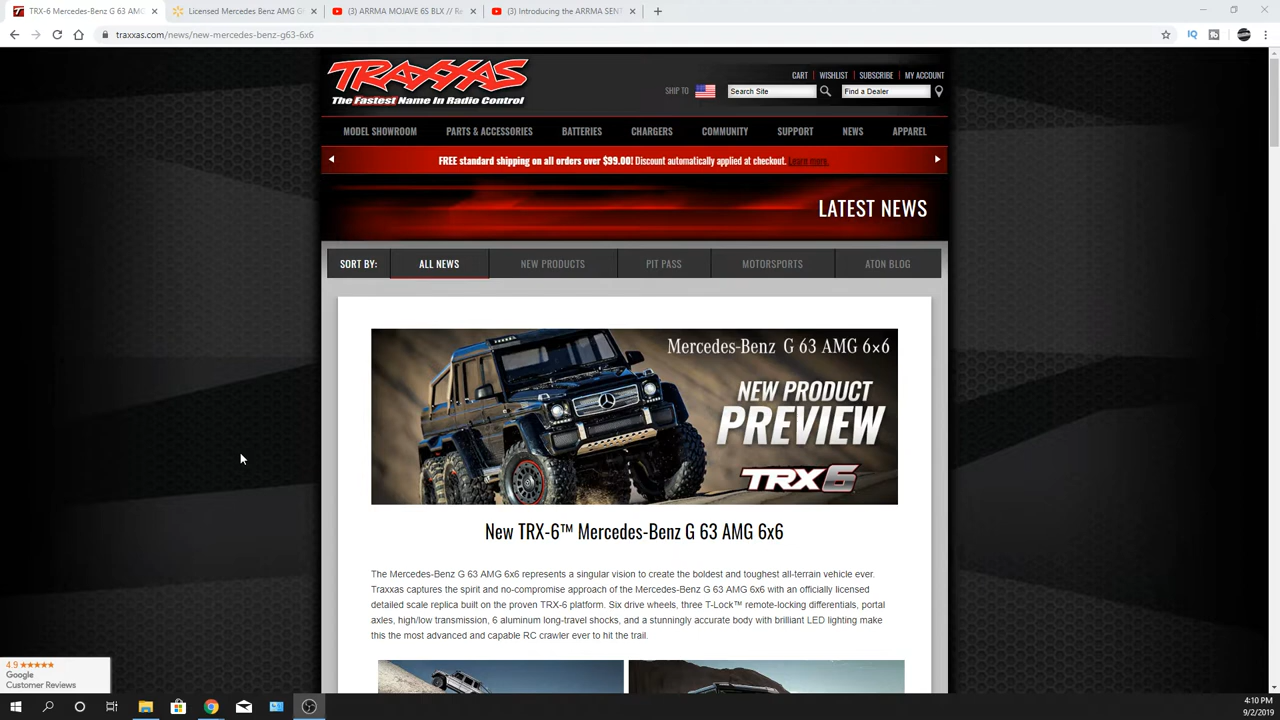 TRX-6 Mercedes-Benz G 63 AMG
Licensed Mercedes Benz AMG G
(3) ARRMA MOJAVE 6S BLX // Re
(3) Introducing the ARRMA SENT
traxxas.com/news/new-mercedes-benz-g63-6x6
IQ
TRAXXAS
The Fastest Name In Radio Control
CART WISHLIST SUBSCRIBE MY ACCOUNT
SHIP TO
Search Site
Find a Dealer
MODEL SHOWROOM PARTS & ACCESSORIES BATTERIES CHARGERS COMMUNITY SUPPORT NEWS APPAREL
FREE standard shipping on all orders over $99.00! Discount automatically applied at checkout. Learn more.
LATEST NEWS
SORT BY: ALL NEWS NEW PRODUCTS PIT PASS MOTORSPORTS ATON BLOG
Mercedes-Benz G 63 AMG 6×6
NEW PRODUCT
PREVIEW
TRX6
New TRX-6™ Mercedes-Benz G 63 AMG 6x6
The Mercedes-Benz G 63 AMG 6x6 represents a singular vision to create the boldest and toughest all-terrain vehicle ever.
Traxxas captures the spirit and no-compromise approach of the Mercedes-Benz G 63 AMG 6x6 with an officially licensed
detailed scale replica built on the proven TRX-6 platform. Six drive wheels, three T-Lock™ remote-locking differentials, portal
axles, high/low transmission, 6 aluminum long-travel shocks, and a stunningly accurate body with brilliant LED lighting make
this the most advanced and capable RC crawler ever to hit the trail.
4.9
Google
Customer Reviews
4:10 PM
9/2/2019